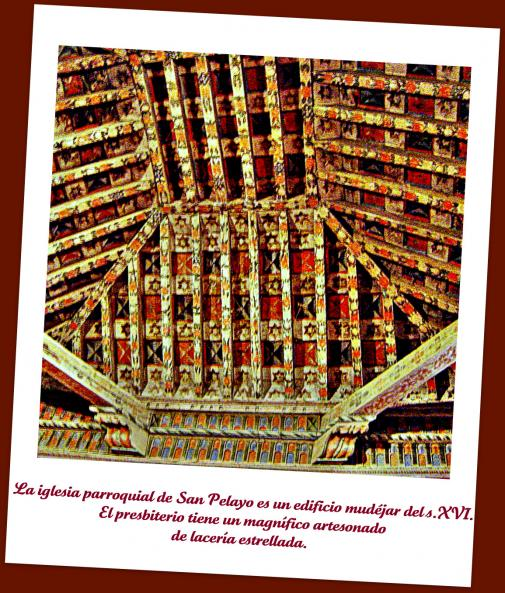 La iglesia parroquial de San Pelayo es un edificio mudéjar del s.XVI.
El presbiterio tiene un magnífico artesonado
de lacería estrellada.